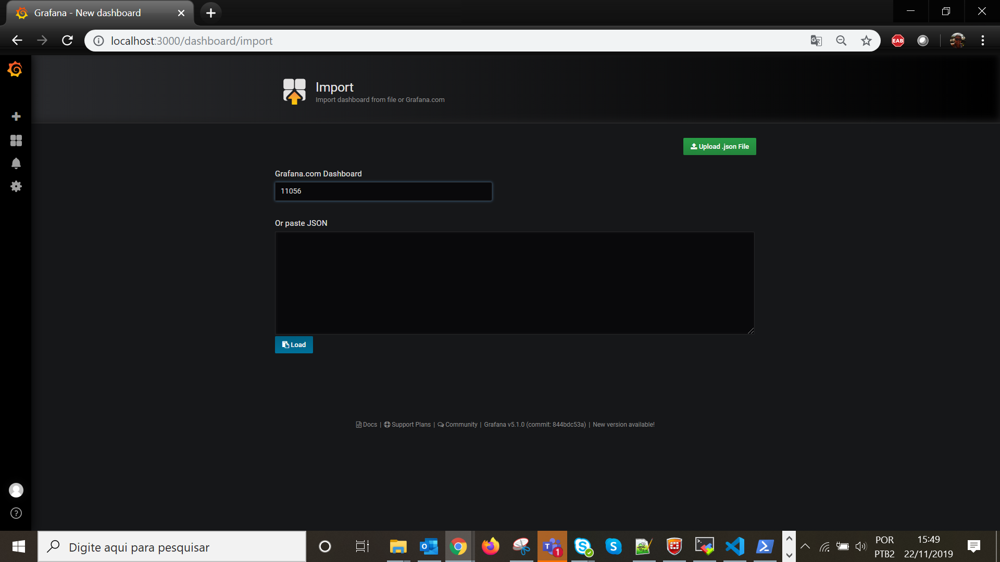 Grafana - New dashboard
localhost:3000/dashboard/import
EAB
Import
Import dashboard from file or Grafana.com
Upload .json File
Grafana.com Dashboard
11056
Or paste JSON
Load
Docs | Support Plans | Community | Grafana v5.1.0 (commit: 844bdc53a) | New version available!
Digite aqui para pesquisar
1
POR
PTB2
15:49
22/11/2019